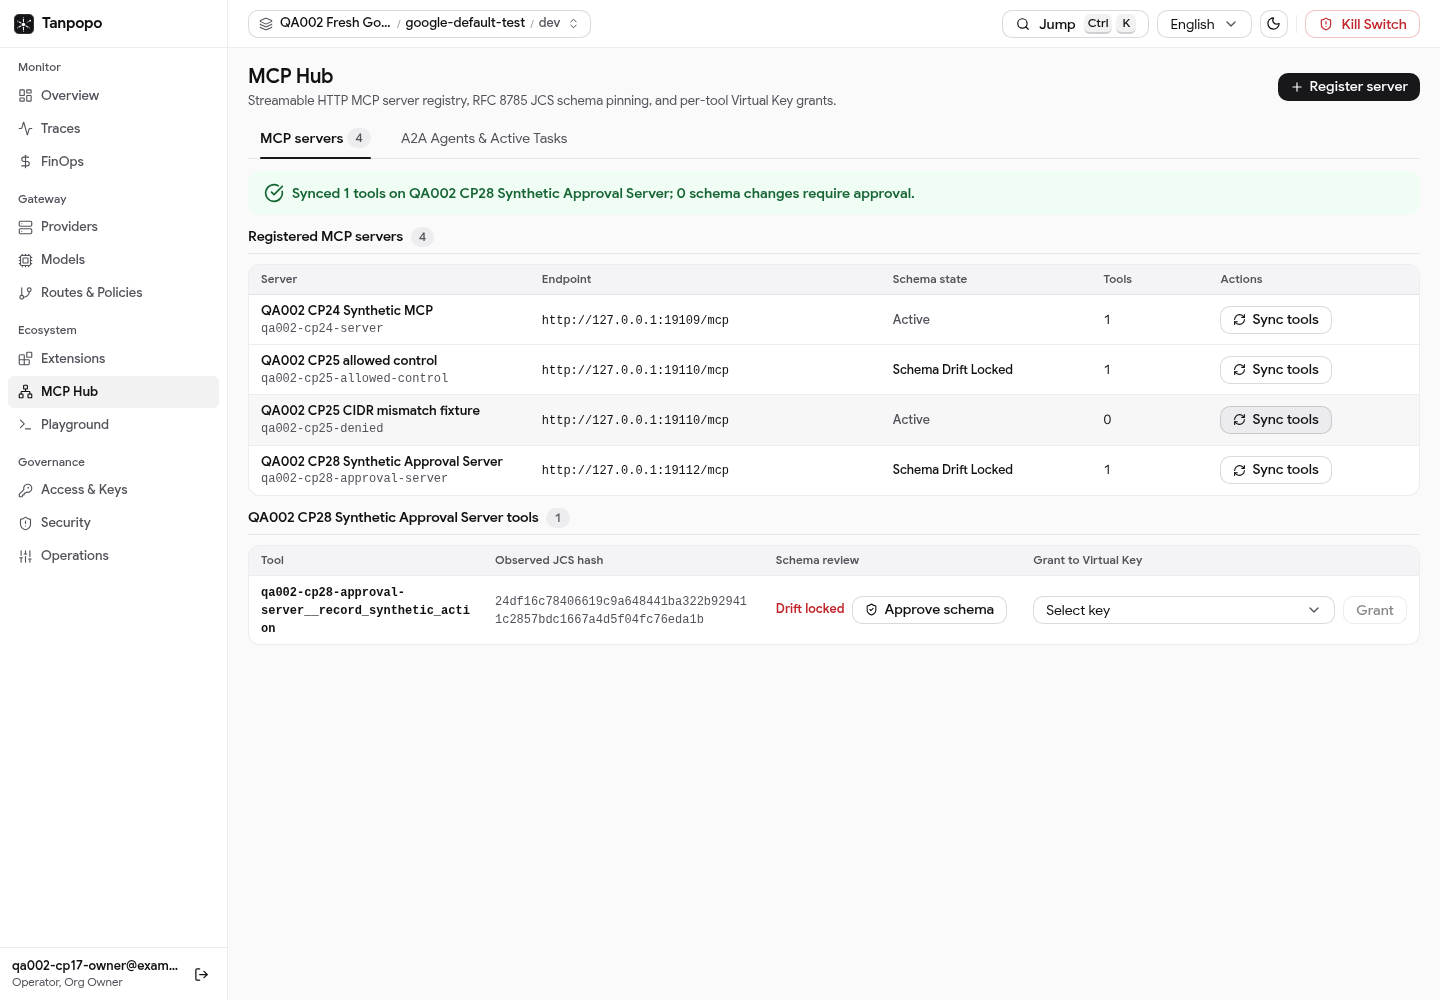 Tanpopo
QA002 Fresh Go... / google-default-test / dev
Jump Ctrl K
English
Kill Switch
Monitor
Overview
Traces
FinOps
Gateway
Providers
Models
Routes & Policies
Ecosystem
Extensions
MCP Hub
Playground
Governance
Access & Keys
Security
Operations
qa002-cp17-owner@exam...
Operator, Org Owner
MCP Hub
Streamable HTTP MCP server registry, RFC 8785 JCS schema pinning, and per-tool Virtual Key grants.
+ Register server
MCP servers 4
A2A Agents & Active Tasks
Synced 1 tools on QA002 CP28 Synthetic Approval Server; 0 schema changes require approval.
Registered MCP servers 4
Server Endpoint Schema state Tools Actions
QA002 CP24 Synthetic MCP
qa002-cp24-server
http://127.0.0.1:19109/mcp
Active
1
Sync tools
QA002 CP25 allowed control
qa002-cp25-allowed-control
http://127.0.0.1:19110/mcp
Schema Drift Locked
1
Sync tools
QA002 CP25 CIDR mismatch fixture
qa002-cp25-denied
http://127.0.0.1:19110/mcp
Active
0
Sync tools
QA002 CP28 Synthetic Approval Server
qa002-cp28-approval-server
http://127.0.0.1:19112/mcp
Schema Drift Locked
1
Sync tools
QA002 CP28 Synthetic Approval Server tools 1
Tool Observed JCS hash Schema review Grant to Virtual Key
qa002-cp28-approval-
server__record_synthetic_acti
on
24df16c78406619c9a648441ba322b92941
1c2857bdc1667a4d5f04fc76eda1b
Drift locked
Approve schema
Select key
Grant